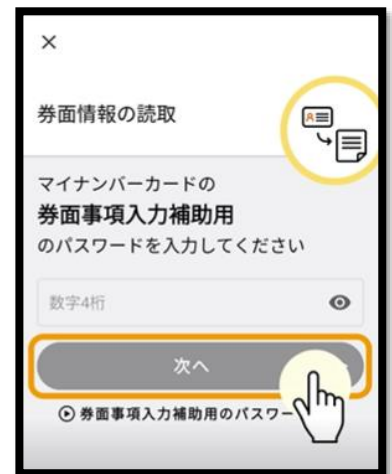 ×
券面情報の読取
マイナンバーカードの
券面事項入力補助用
のパスワードを入力してください
数字4桁
次へ
券面事項入力補助用のパスワー